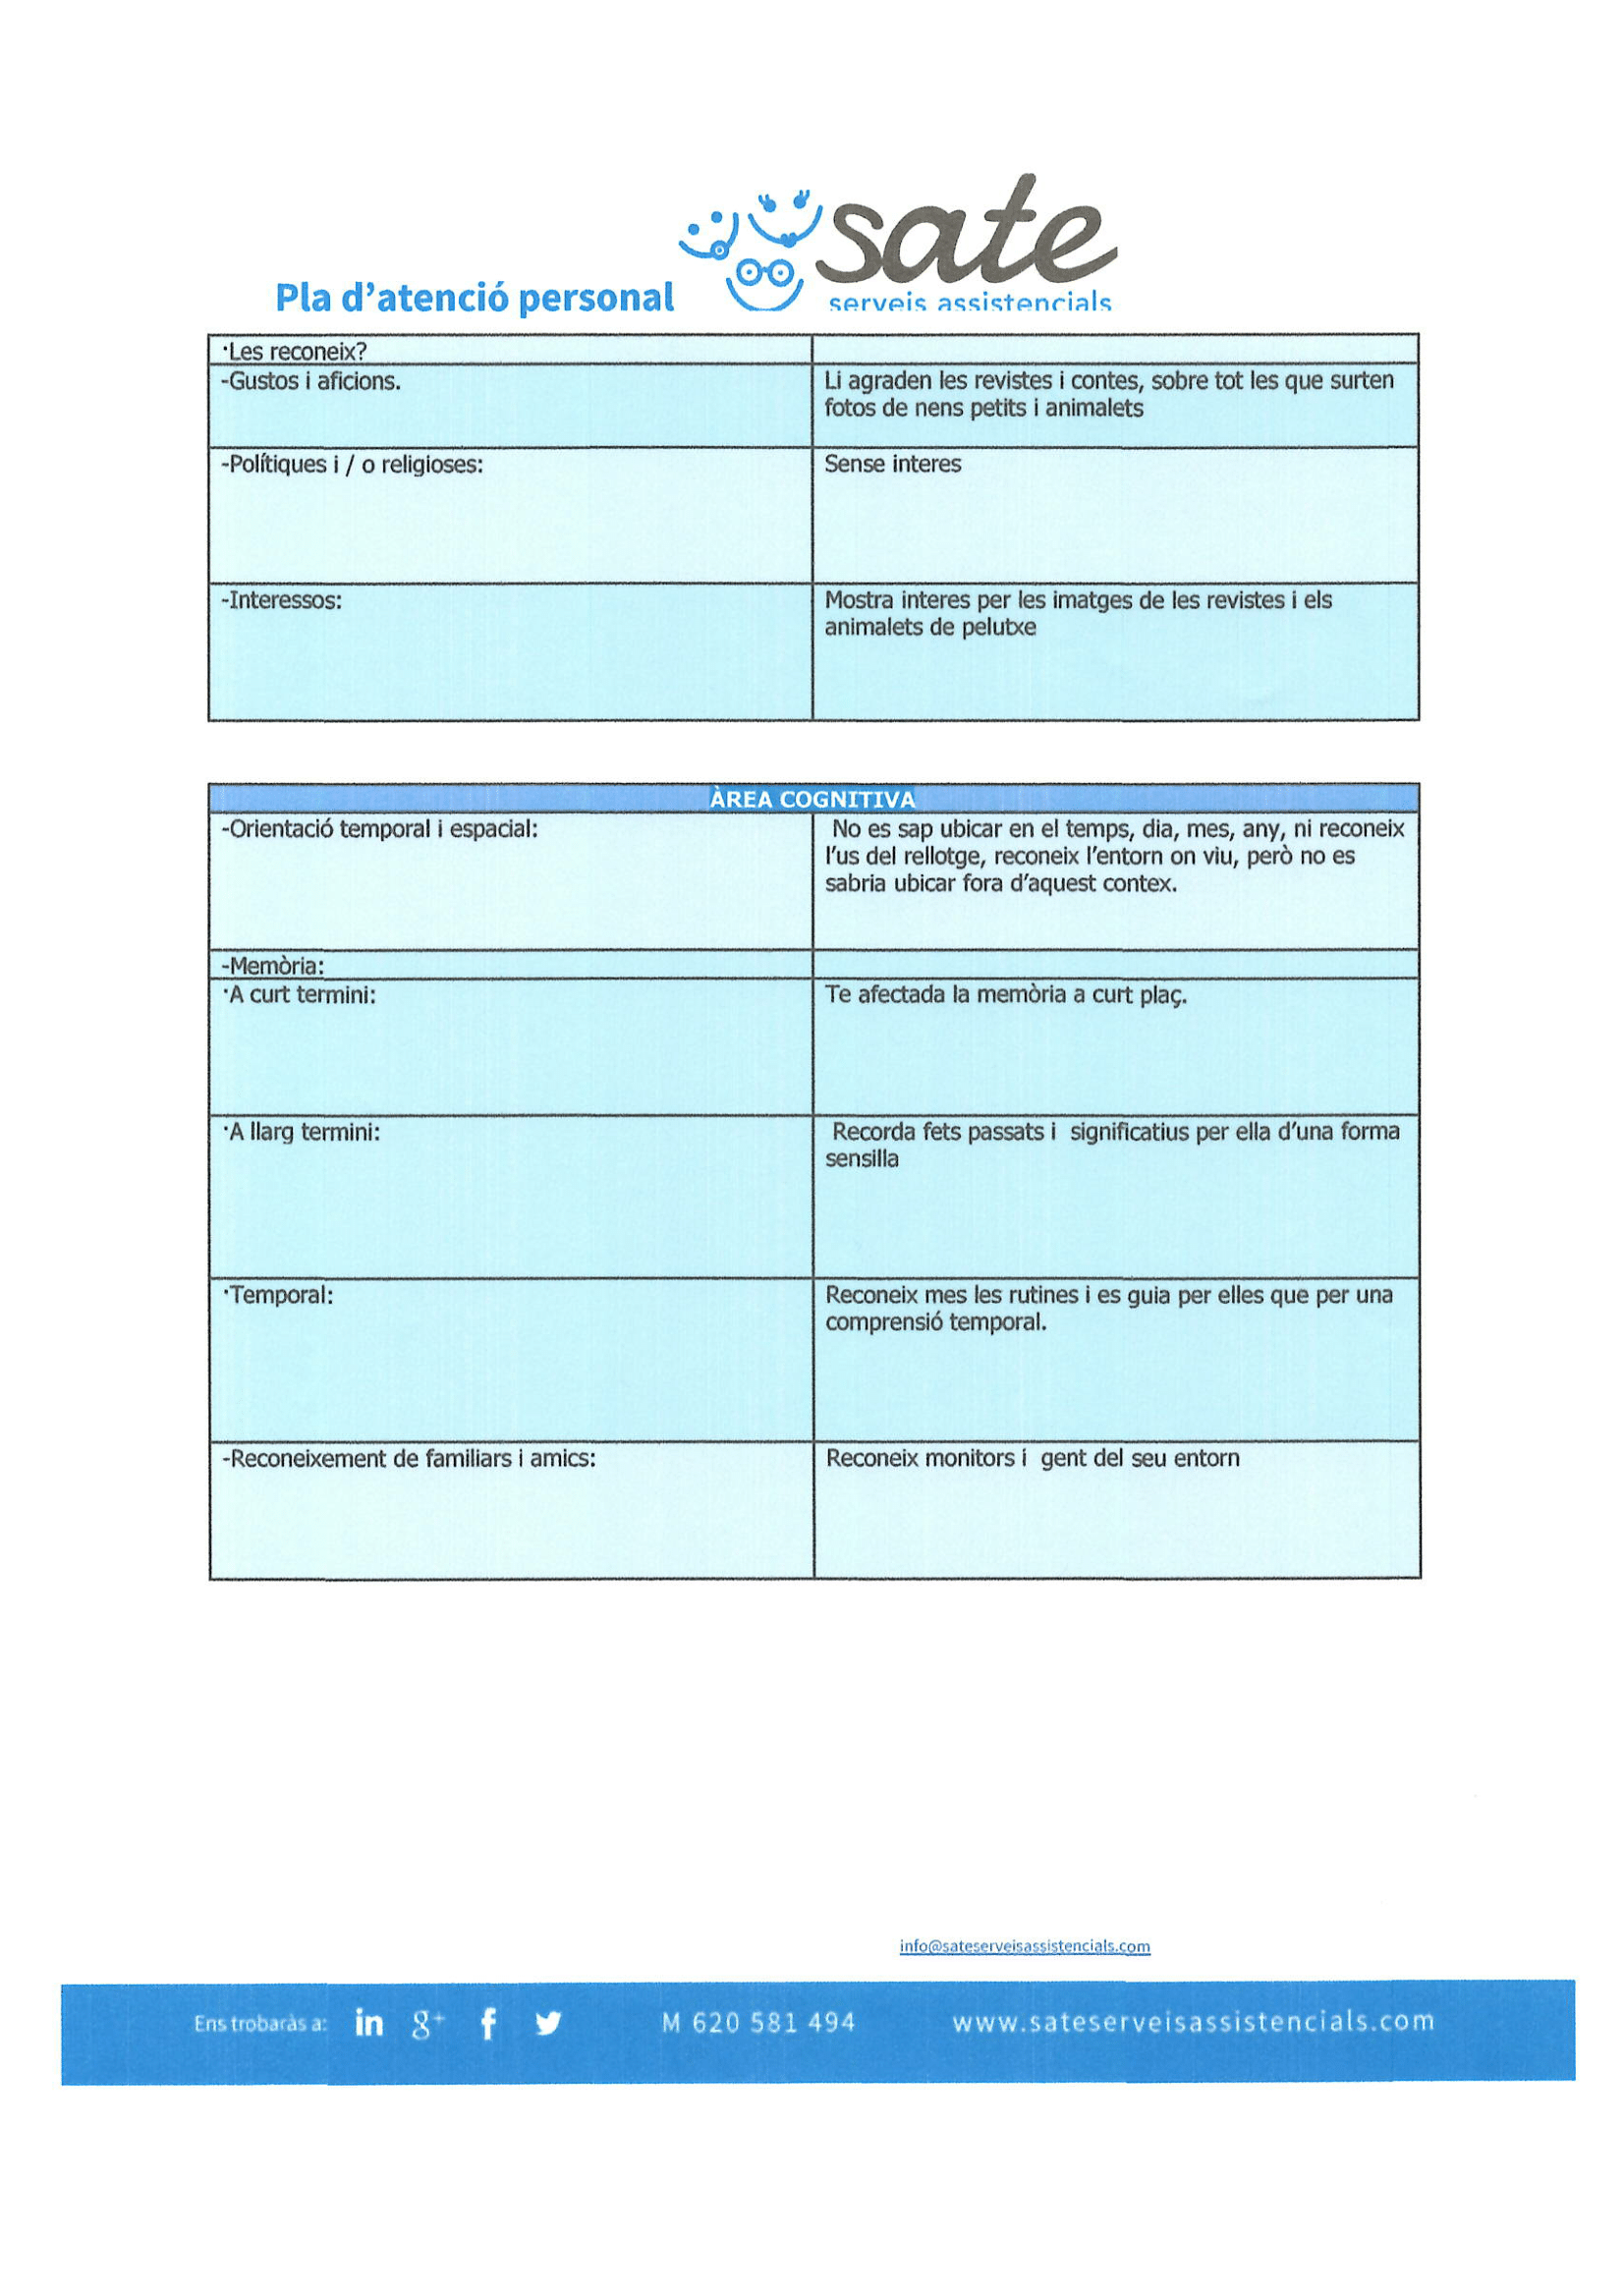 sate
Pla d'atenció personal
serveis assistencials
·Les reconeix?
-Gustos i aficions.
Li agraden les revistes i contes, sobre tot les que surten
fotos de nens petits i animalets
-Polítiques i / o religioses:
Sense interes
-Interessos:
Mostra interes per les imatges de les revistes i els
animalets de pelutxe
ÀREA COGNITIVA
-Orientació temporal i espacial:
No es sap ubicar en el temps, dia, mes, any, ni reconeix
l'us del rellotge, reconeix l'entorn on viu, però no es
sabria ubicar fora d'aquest contex.
-Memòria:
·A curt termini:
Te afectada la memòria a curt plaç.
·A llarg termini:
Recorda fets passats i significatius per ella d'una forma
sensilla
·Temporal:
Reconeix mes les rutines i es guia per elles que per una
comprensió temporal.
-Reconeixement de familiars i amics:
Reconeix monitors i gent del seu entorn
info@sateserveisassistencials.com
Ens trobaràs a: in g+ f M 620 581 494 www.sateserveisassistencials.com